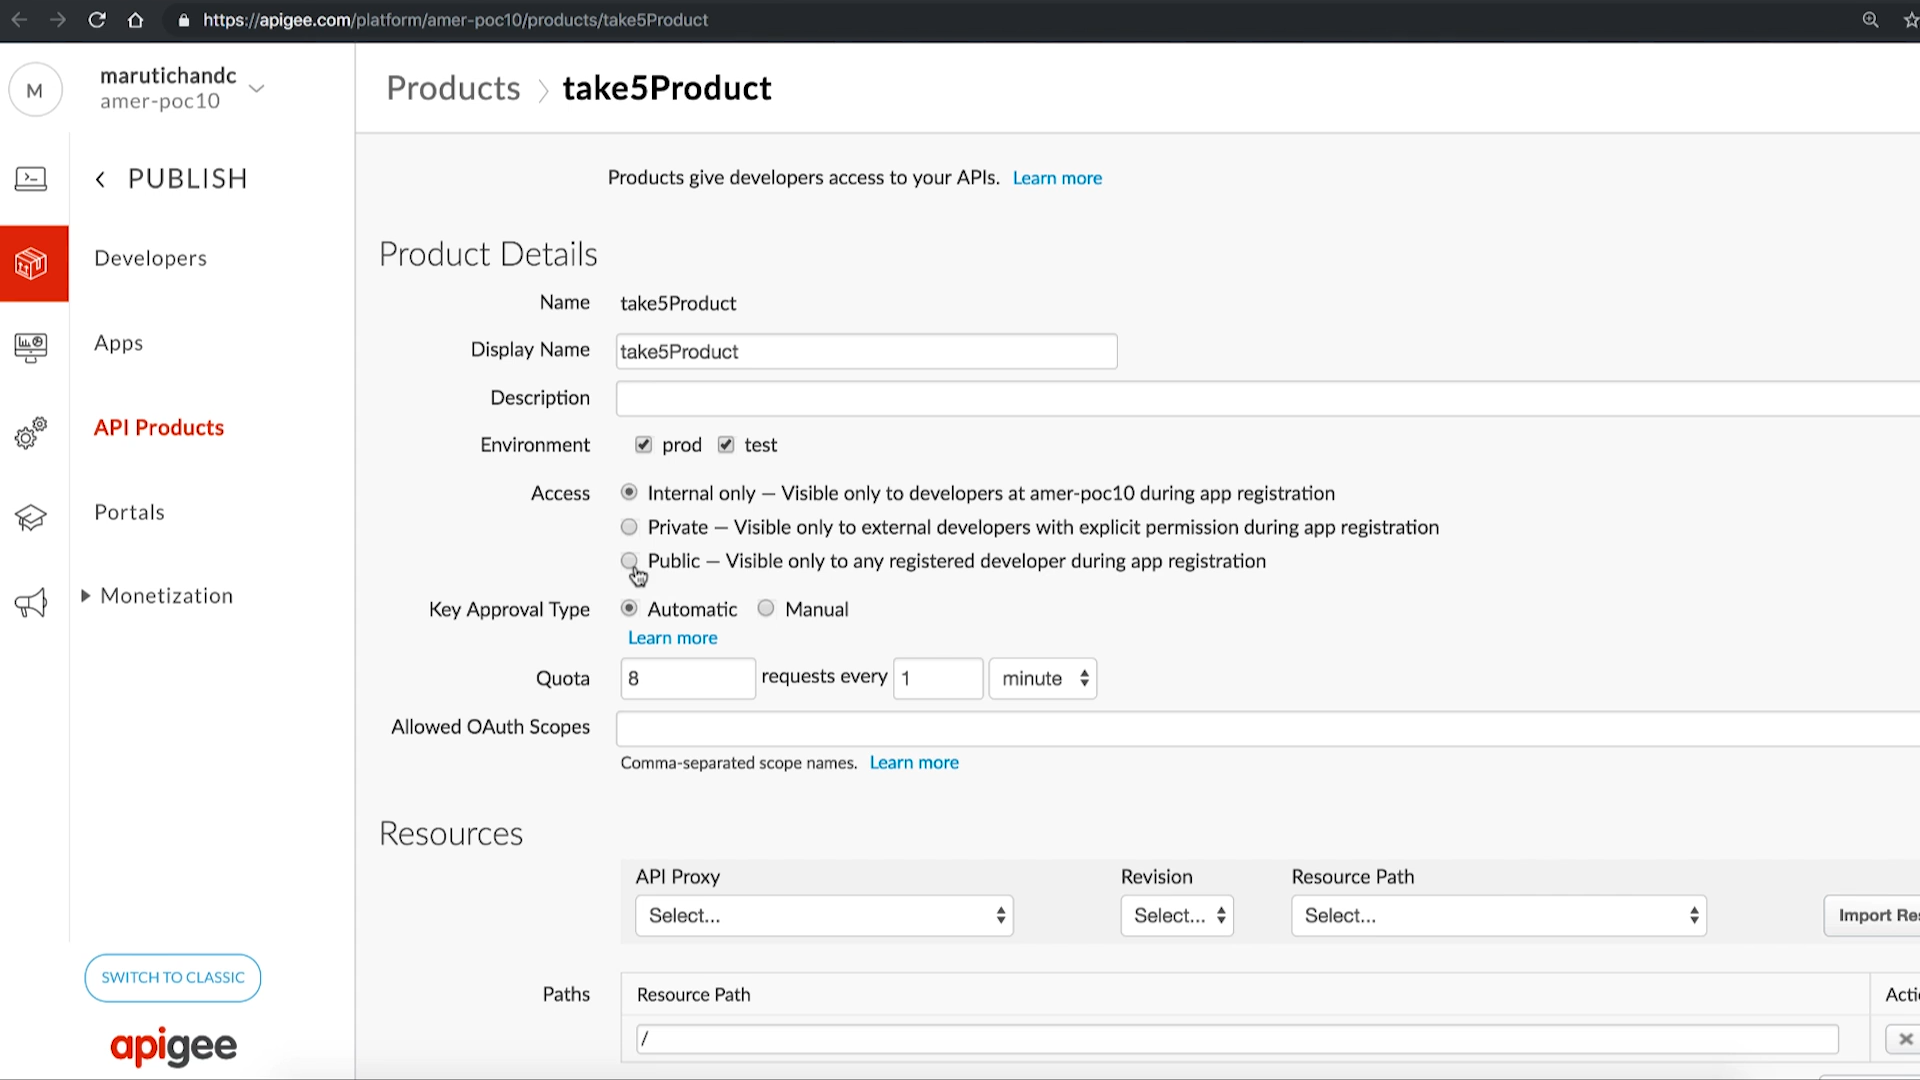 https://apigee.com/platform/amer-poc10/products/take5Product
M
marutichandc
amer-poc10
Products
take5Product
PUBLISH
Developers
Apps
API Products
Portals
Monetization
SWITCH TO CLASSIC
apigee
Products give developers access to your APIs. Learn more
Product Details
Name take5Product
Display Name take5Product
Description
Environment prod test
Access Internal only — Visible only to developers at amer-poc10 during app registration
Private — Visible only to external developers with explicit permission during app registration
Public — Visible only to any registered developer during app registration
Key Approval Type Automatic Manual
Learn more
Quota 8 requests every 1 minute
Allowed OAuth Scopes
Comma-separated scope names. Learn more
Resources
API Proxy Revision Resource Path
Select... Select... Select... Import Res
Paths Resource Path Acti
/